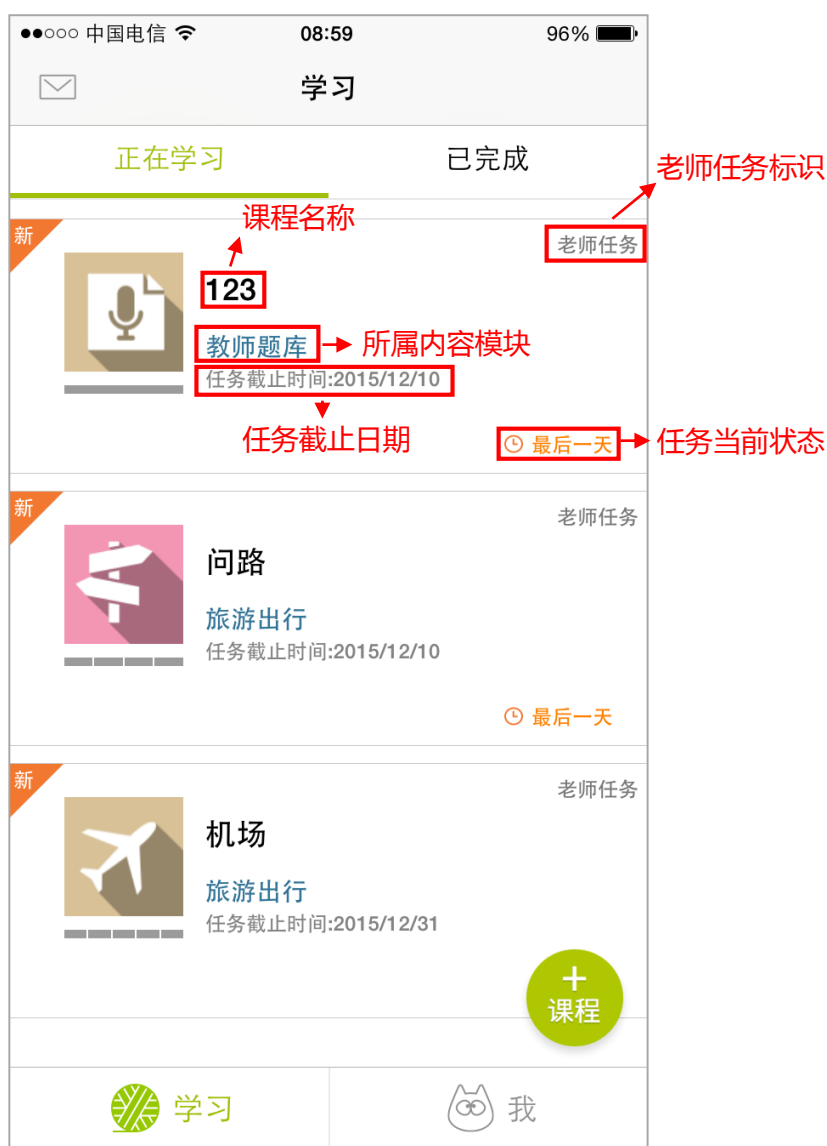 中国电信 08:59 96%
学习
正在学习 已完成
老师任务标识
课程名称
新 老师任务
123
教师题库 所属内容模块
任务截止时间:2015/12/10
任务截止日期
最后一天 任务当前状态
新 老师任务
问路
旅游出行
任务截止时间:2015/12/10
最后一天
新 老师任务
机场
旅游出行
任务截止时间:2015/12/31
+
课程
学习 我